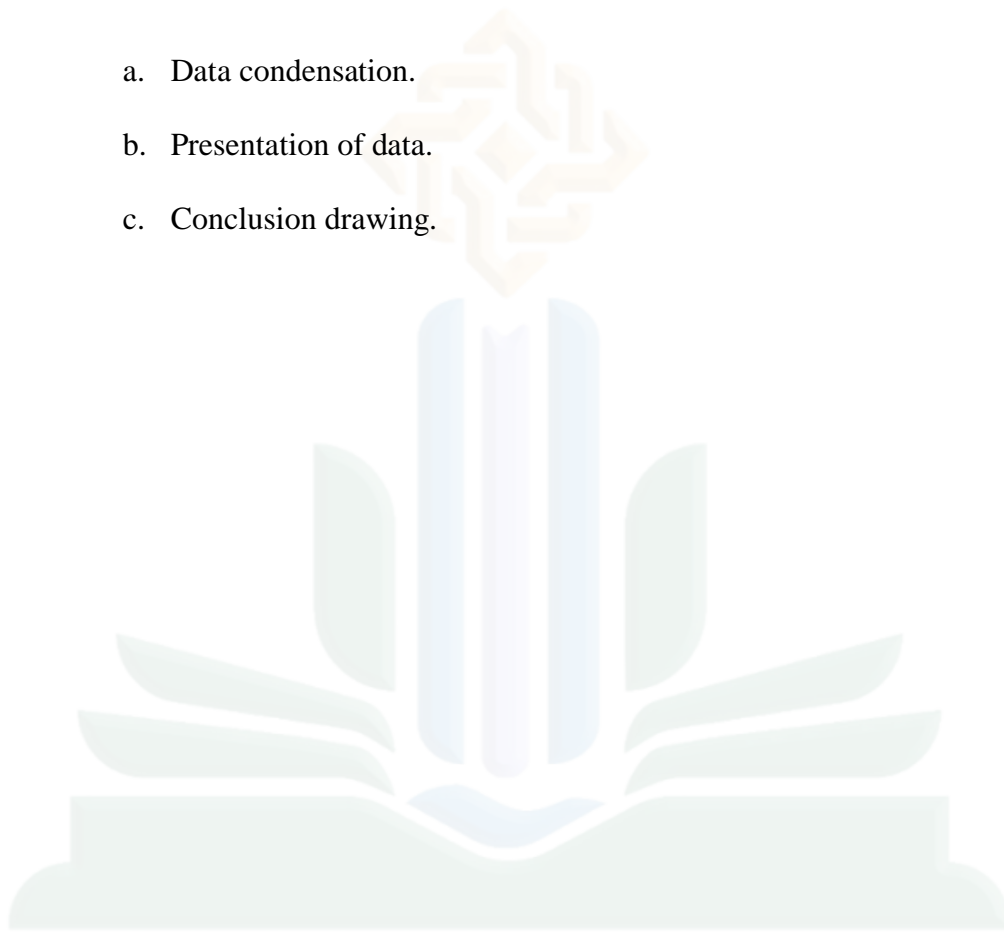 a. Data condensation.
b. Presentation of data.
c. Conclusion drawing.